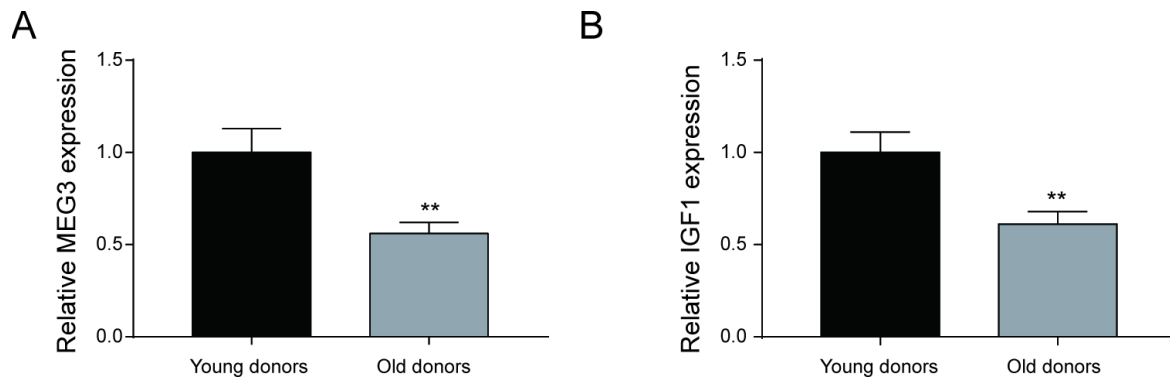 A
Relative MEG3 expression
1.5
1.0
0.5
0.0
**
Young donors
Old donors
B
Relative IGF1 expression
1.5
1.0
0.5
0.0
**
Young donors
Old donors